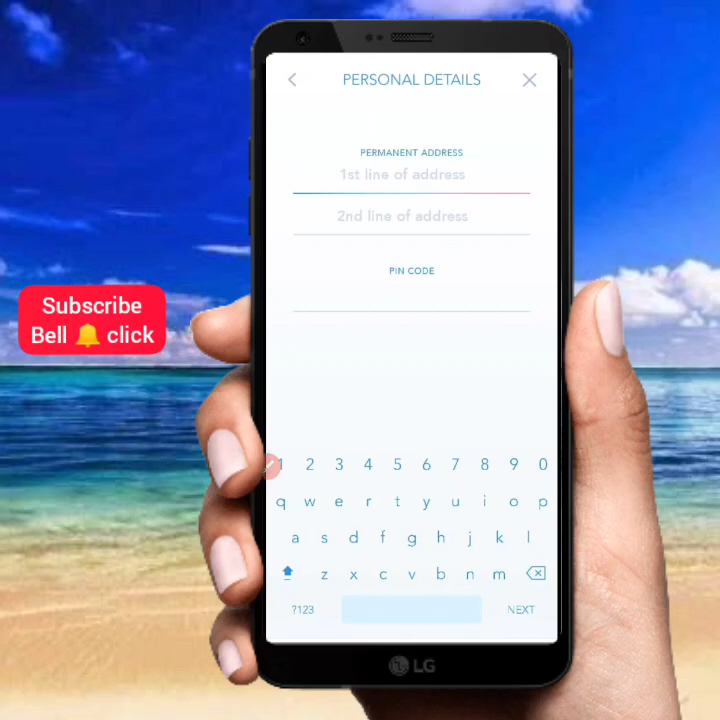 PERSONAL DETAILS
PERMANENT ADDRESS
1st line of address
2nd line of address
PIN CODE
Subscribe
Bell 🔔 click
1 2 3 4 5 6 7 8 9 0
q w e r t y u i o p
a s d f g h j k l
z x c v b n m
?123 NEXT
LG